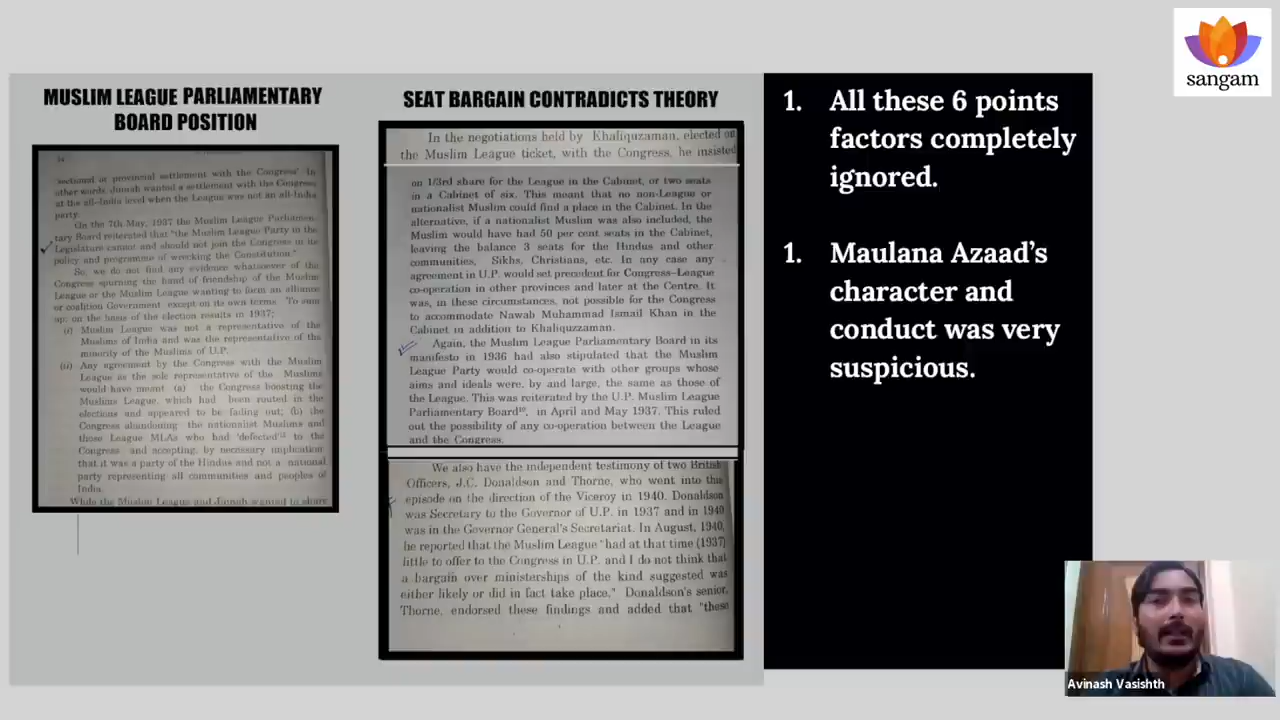 sangam
MUSLIM LEAGUE PARLIAMENTARY
BOARD POSITION
34
sectional or provincial settlement with the Congress" In
other words, Jinnah wanted a settlement with the Congress
at the all-India level when the League was not an all-India
party.
On the 7th May, 1937 the Muslim League Parliamen-
tary Board reiterated that "the Muslim League Party in the
Legislature cannot and should not join the Congress in its
policy and programme of wrecking the Constitution."
So, we do not find any evidence whatsoever of the
Congress spurning the hand of friendship of the Muslim
League or the Muslim League wanting to form an alliance
or coalition Government except on its own terms. To sum
up, on the basis of the election results in 1937;
(i) Muslim League was not a representative of the
Muslims of India and was the representative of the
minority of the Muslims of U.P.
(ii) Any agreement by the Congress with the Muslim
League as the sole representative of the Muslims
would have meant (a) the Congress boosting the
Muslims League, which had been routed in the
elections and appeared to be fading out; (b) the
Congress abandoning the nationalist Muslims and
those League MLAs who had 'defected' to the
Congress and accepting, by necessary implication
that it was a party of the Hindus and not a national
party representing all communities and peoples of
India.
While the Muslim League and Jinnah wanted to share
SEAT BARGAIN CONTRADICTS THEORY
In the negotiations held by Khaliquzaman, elected on
the Muslim League ticket, with the Congress, he insisted
on 1/3rd share for the League in the Cabinet, or two seats
in a Cabinet of six. This meant that no non-League or
nationalist Muslim could find a place in the Cabinet. In the
alternative, if a nationalist Muslim was also included, the
Muslim would have had 50 per cent seats in the Cabinet,
leaving the balance 3 seats for the Hindus and other
communities, Sikhs, Christians, etc. In any case any
agreement in U.P. would set precedent for Congress-League
co-operation in other provinces and later at the Centre. It
was, in these circumstances, not possible for the Congress
to accommodate Nawab Muhammad Ismail Khan in the
Cabinet in addition to Khaliquzzaman.
Again, the Muslim League Parliamentary Board in its
manifesto in 1936 had also stipulated that the Muslim
League Party would co-operate with other groups whose
aims and ideals were, by and large, the same as those of
the League. This was reiterated by the U.P. Muslim League
Parliamentary Board¹⁰, in April and May 1937. This ruled
out the possibility of any co-operation between the League
and the Congress.
We also have the independent testimony of two British
Officers, J.C. Donaldson and Thorne, who went into this
episode on the direction of the Viceroy in 1940. Donaldson
was Secretary to the Governor of U.P. in 1937 and in 1940
was in the Governor General's Secretariat. In August, 1940,
he reported that the Muslim League "had at that time (1937)
little to offer to the Congress in U.P. and I do not think that
a bargain over ministerships of the kind suggested was
either likely or did in fact take place." Donaldson's senior,
Thorne, endorsed these findings and added that "these
1. All these 6 points
factors completely
ignored.
1. Maulana Azaad's
character and
conduct was very
suspicious.
Avinash Vasishth